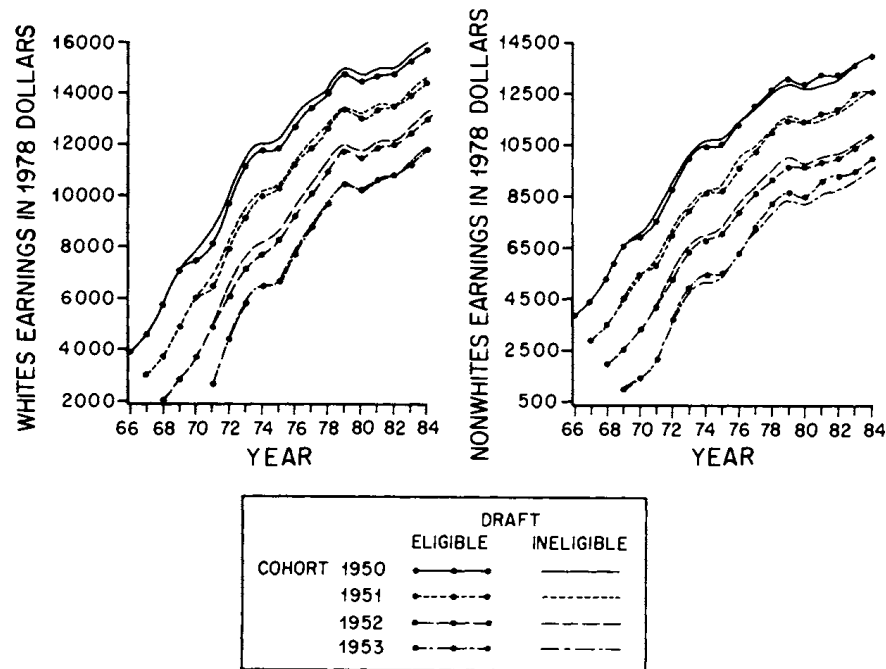 WHITES EARNINGS IN 1978 DOLLARS
16000
14000
12000
10000
8000
6000
4000
2000
66 68 70 72 74 76 78 80 82 84
YEAR
NONWHITES EARNINGS IN 1978 DOLLARS
14500
12500
10500
8500
6500
4500
2500
500
66 68 70 72 74 76 78 80 82 84
YEAR
DRAFT
ELIGIBLE INELIGIBLE
COHORT 1950
1951
1952
1953